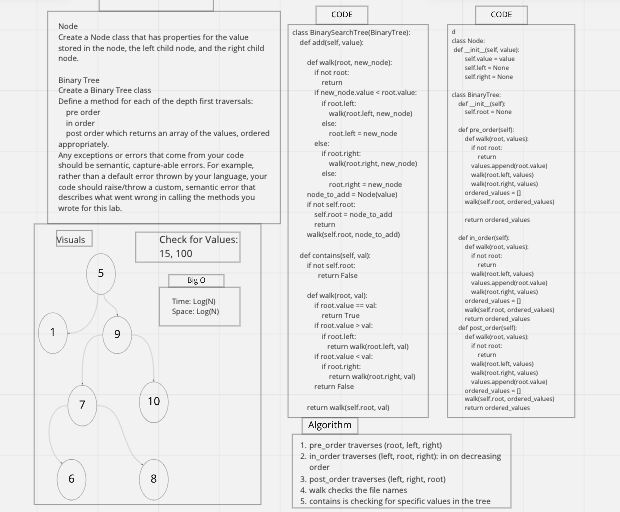 Node
Create a Node class that has properties for the value
stored in the node, the left child node, and the right child
node.
Binary Tree
Create a Binary Tree class
Define a method for each of the depth first traversals:
pre order
in order
post order which returns an array of the values, ordered
appropriately.
Any exceptions or errors that come from your code
should be semantic, capture-able errors. For example,
rather than a default error thrown by your language, your
code should raise/throw a custom, semantic error that
describes what went wrong in calling the methods you
wrote for this lab.
Visuals
Check for Values:
15, 100
Big O
Time: Log(N)
Space: Log(N)
5
1
9
7
10
6
8
CODE
class BinarySearchTree(BinaryTree):
def add(self, value):
def walk(root, new_node):
if not root:
return
if new_node.value < root.value:
if root.left:
walk(root.left, new_node)
else:
root.left = new_node
else:
if root.right:
walk(root.right, new_node)
else:
root.right = new_node
node_to_add = Node(value)
if not self.root:
self.root = node_to_add
return
walk(self.root, node_to_add)
def contains(self, val):
if not self.root:
return False
def walk(root, val):
if root.value == val:
return True
if root.value > val:
if root.left:
return walk(root.left, val)
if root.value < val:
if root.right:
return walk(root.right, val)
return False
return walk(self.root, val)
CODE
d
class Node:
def __init__(self, value):
self.value = value
self.left = None
self.right = None
class BinaryTree:
def __init__(self):
self.root = None
def pre_order(self):
def walk(root, values):
if not root:
return
values.append(root.value)
walk(root.left, values)
walk(root.right, values)
ordered_values = []
walk(self.root, ordered_values)
return ordered_values
def in_order(self):
def walk(root, values):
if not root:
return
walk(root.left, values)
values.append(root.value)
walk(root.right, values)
ordered_values = []
walk(self.root, ordered_values)
return ordered_values
def post_order(self):
def walk(root, values):
if not root:
return
walk(root.left, values)
walk(root.right, values)
values.append(root.value)
ordered_values = []
walk(self.root, ordered_values)
return ordered_values
Algorithm
1. pre_order traverses (root, left, right)
2. in_order traverses (left, root, right): in on decreasing
order
3. post_order traverses (left, right, root)
4. walk checks the file names
5. contains is checking for specific values in the tree